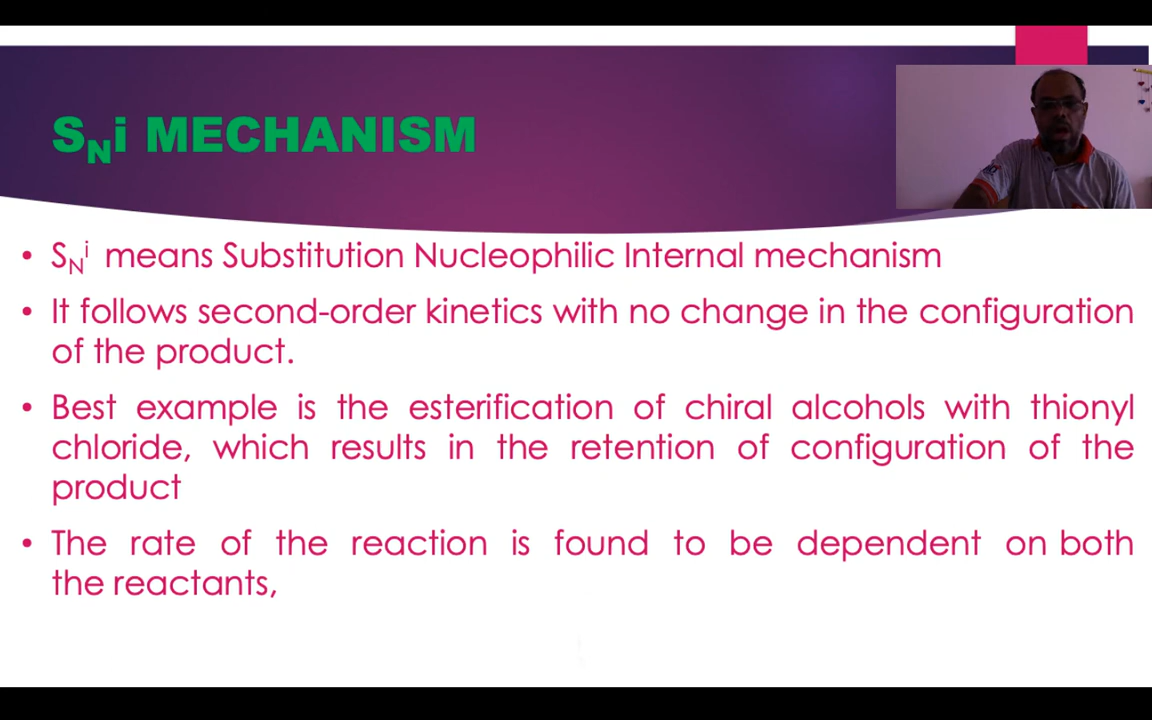 SNi MECHANISM
• SNi means Substitution Nucleophilic Internal mechanism
• It follows second-order kinetics with no change in the configuration
of the product.
• Best example is the esterification of chiral alcohols with thionyl
chloride, which results in the retention of configuration of the
product
• The rate of the reaction is found to be dependent on both
the reactants,